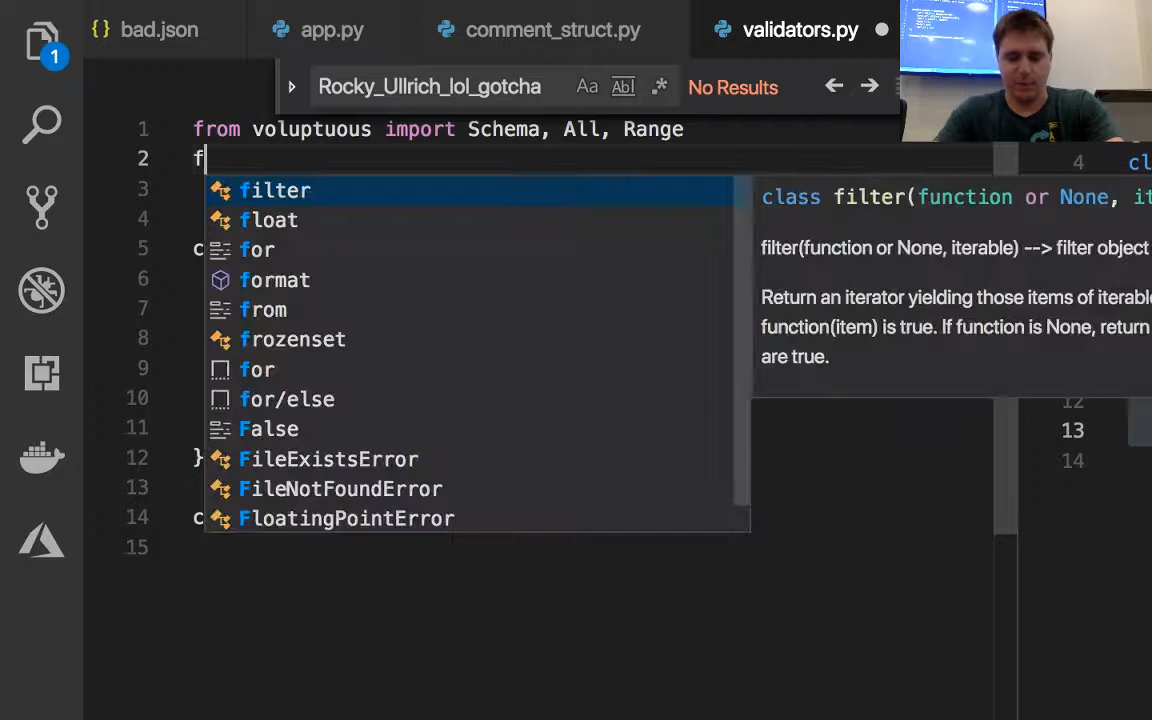 {} bad.json
app.py
comment_struct.py
validators.py
1
Rocky_Ullrich_lol_gotcha
Aa
Abl
.*
No Results
1 from voluptuous import Schema, All, Range
2 f
3
4
5 c
6
7
8
9
10
11
12 }
13
14 c
15
filter
float
for
format
from
frozenset
for
for/else
False
FileExistsError
FileNotFoundError
FloatingPointError
4 cl
class filter(function or None, it
filter(function or None, iterable) --> filter object
Return an iterator yielding those items of iterabl
function(item) is true. If function is None, return
are true.
12
13
14